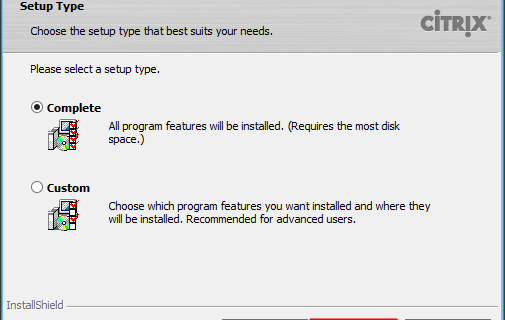 Setup Type
Choose the setup type that best suits your needs.
CITRIX
Please select a setup type.
Complete
All program features will be installed. (Requires the most disk
space.)
Custom
Choose which program features you want installed and where they
will be installed. Recommended for advanced users.
InstallShield